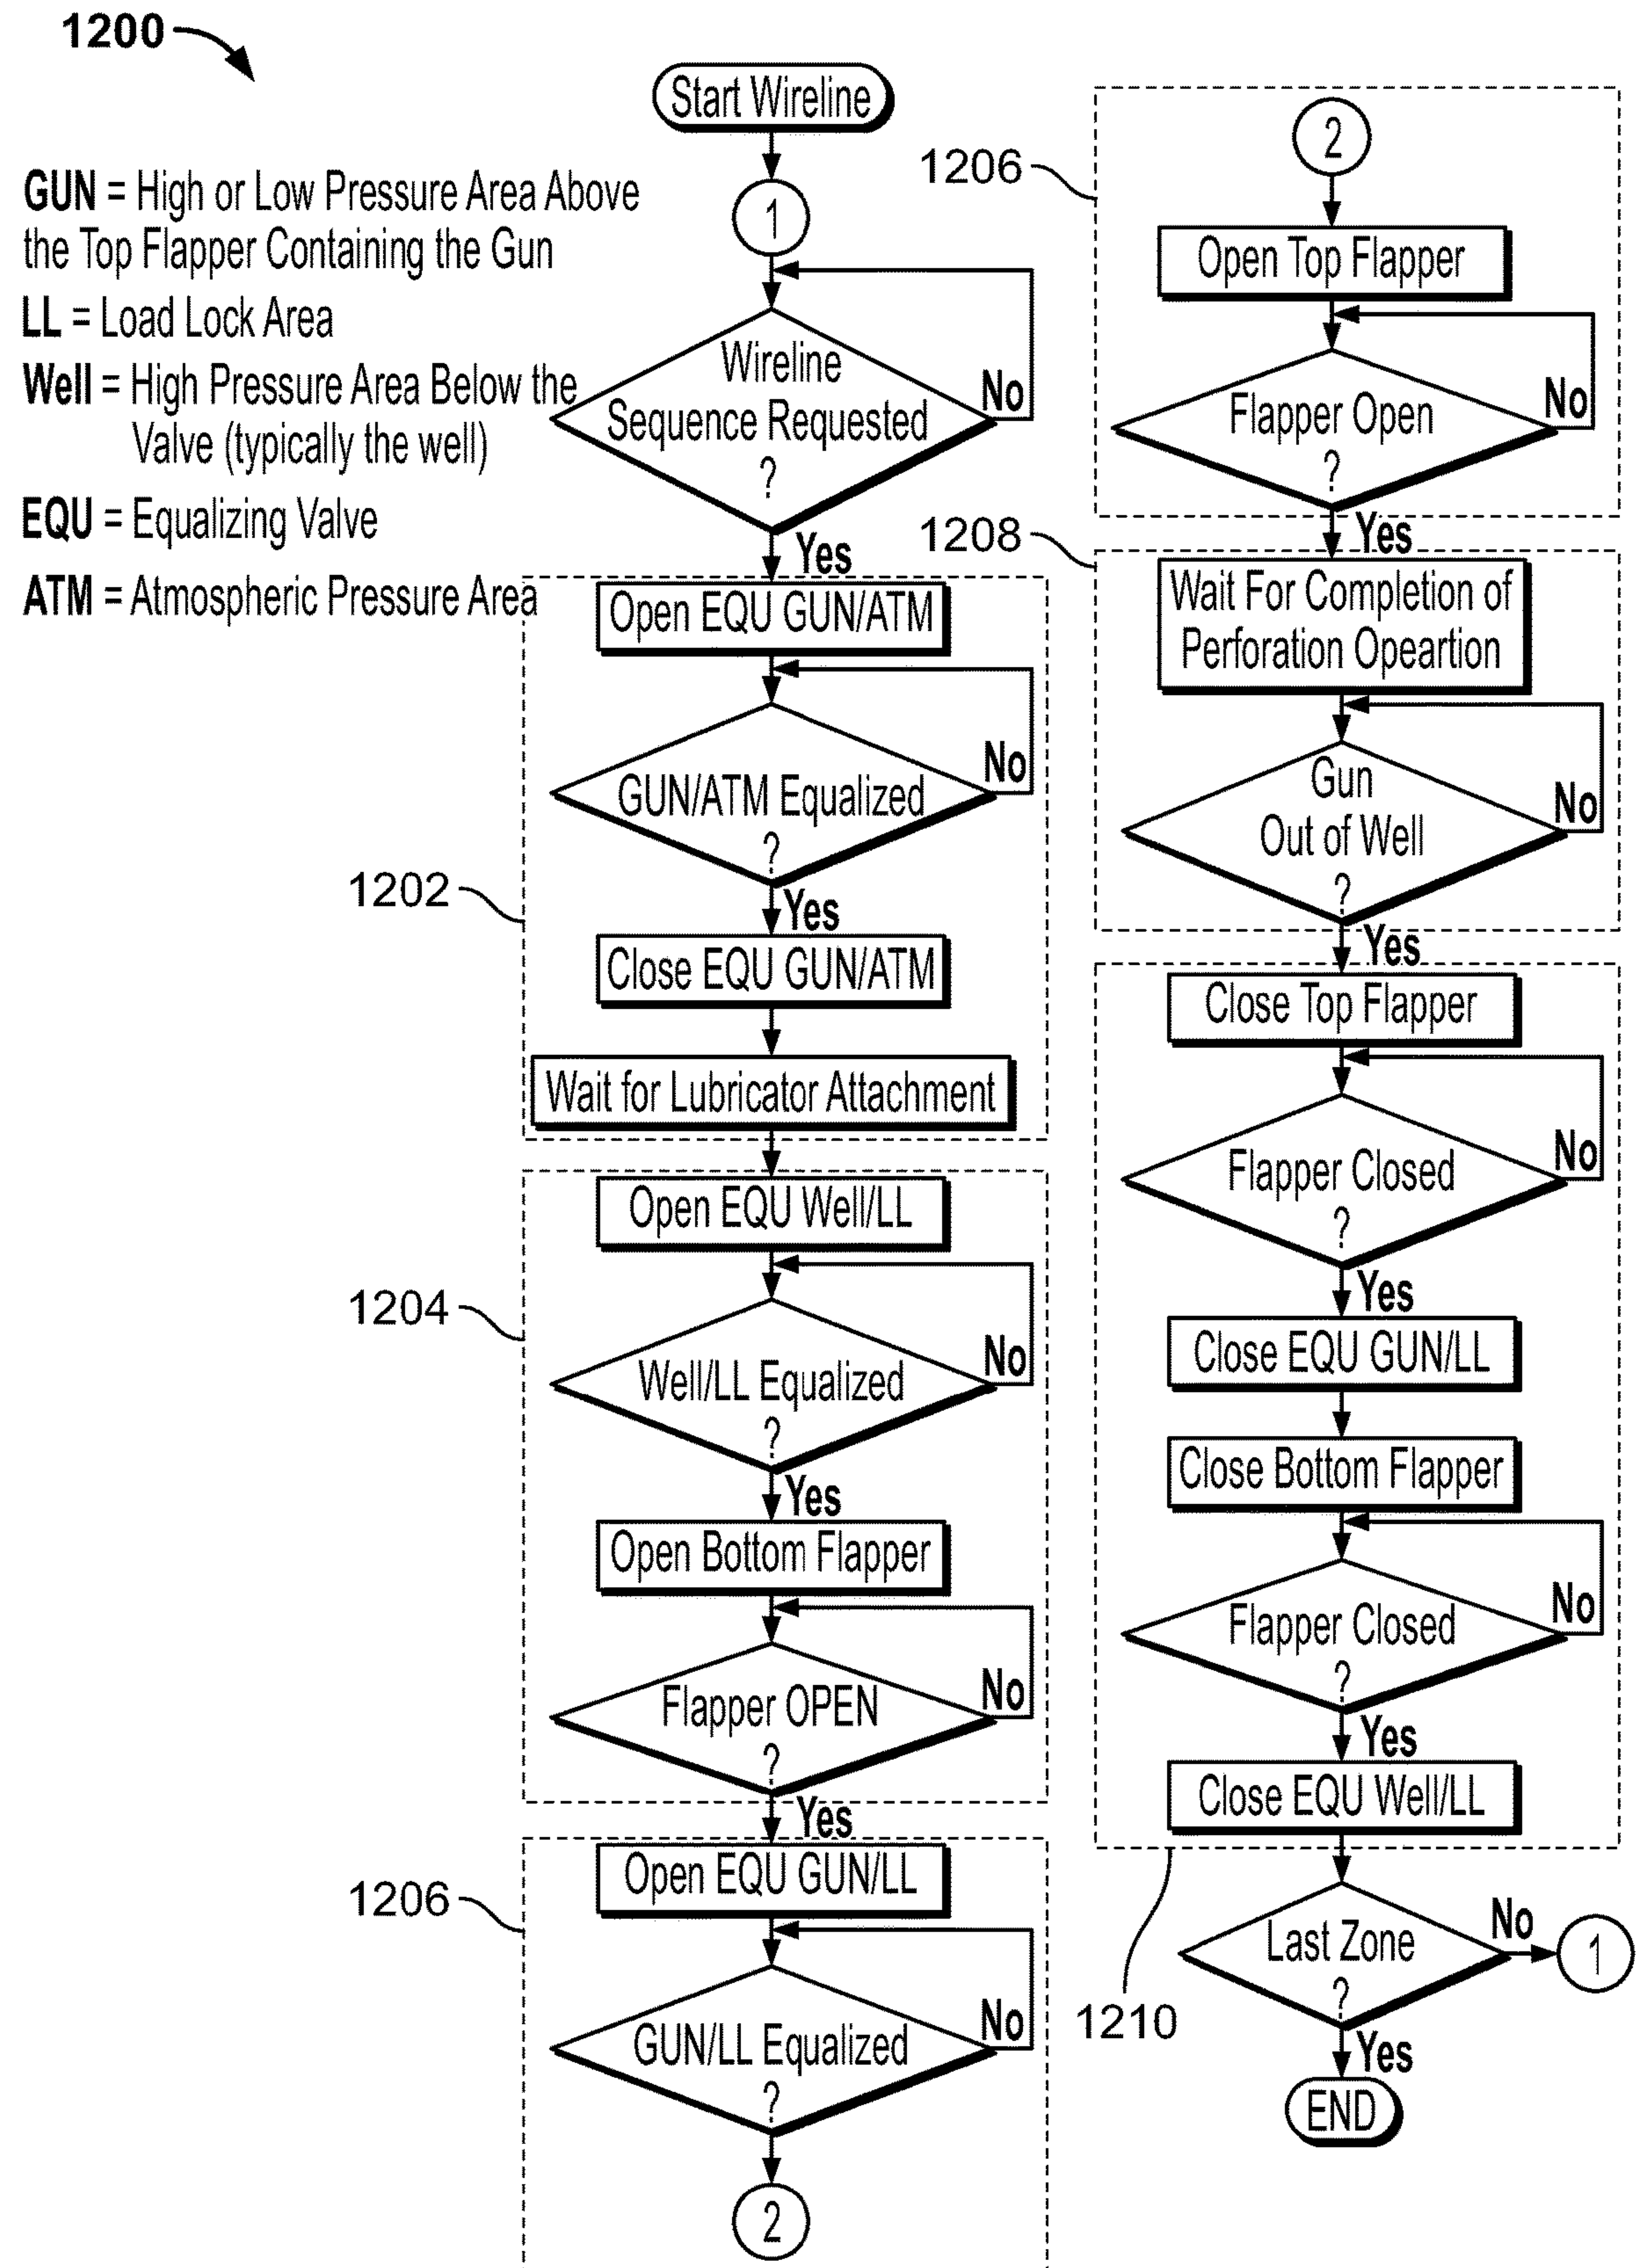 1200
GUN = High or Low Pressure Area Above
the Top Flapper Containing the Gun
LL = Load Lock Area
Well = High Pressure Area Below the
Valve (typically the well)
EQU = Equalizing Valve
ATM = Atmospheric Pressure Area
Start Wireline
1
Wireline
Sequence Requested
?
No
Yes
1202
Open EQU GUN/ATM
GUN/ATM Equalized
?
No
Yes
Close EQU GUN/ATM
Wait for Lubricator Attachment
1204
Open EQU Well/LL
Well/LL Equalized
?
No
Yes
Open Bottom Flapper
Flapper OPEN
?
No
Yes
1206
Open EQU GUN/LL
GUN/LL Equalized
?
No
2
1206
2
Open Top Flapper
Flapper Open
?
No
Yes
1208
Wait For Completion of
Perforation Opeartion
Gun
Out of Well
?
No
Yes
Close Top Flapper
Flapper Closed
?
No
Yes
Close EQU GUN/LL
Close Bottom Flapper
Flapper Closed
?
No
Yes
Close EQU Well/LL
1210
Last Zone
?
No
1
Yes
END